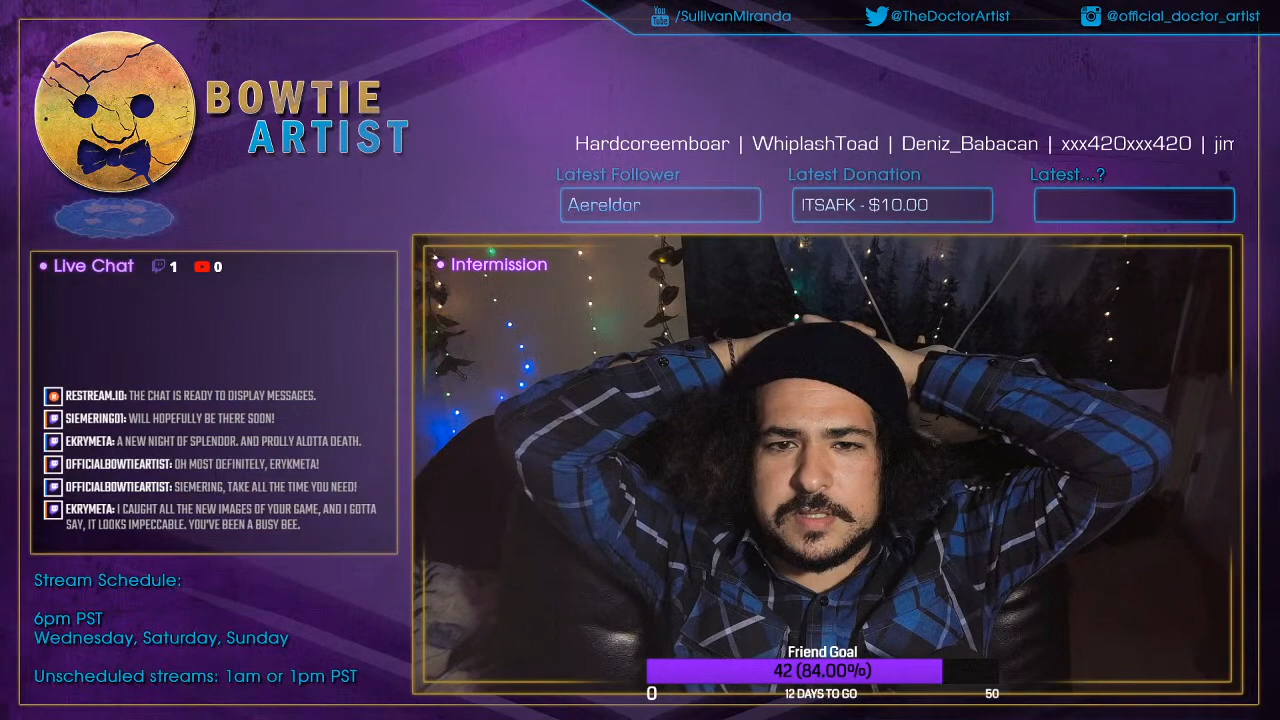 /SullivanMiranda
@TheDoctorArtist
@official_doctor_artist
BOWTIE
ARTIST
Hardcoreemboar | WhiplashToad | Deniz_Babacan | xxx420xxx420 | jim
Latest Follower
Latest Donation
Latest...?
Aereldor
ITSAFK - $10.00
Live Chat
1
0
Intermission
RESTREAM.IO: THE CHAT IS READY TO DISPLAY MESSAGES.
SIEMERING01: WILL HOPEFULLY BE THERE SOON!
EKRYMETA: A NEW NIGHT OF SPLENDOR. AND PROLLY ALOTTA DEATH.
OFFICIALBOWTIEARTIST: OH MOST DEFINITELY, ERYKMETA!
OFFICIALBOWTIEARTIST: SIEMERING, TAKE ALL THE TIME YOU NEED!
EKRYMETA: I CAUGHT ALL THE NEW IMAGES OF YOUR GAME, AND I GOTTA
SAY, IT LOOKS IMPECCABLE. YOU'VE BEEN A BUSY BEE.
Stream Schedule:
6pm PST
Wednesday, Saturday, Sunday
Unscheduled streams: 1am or 1pm PST
Friend Goal
42 (84.00%)
0
12 DAYS TO GO
50